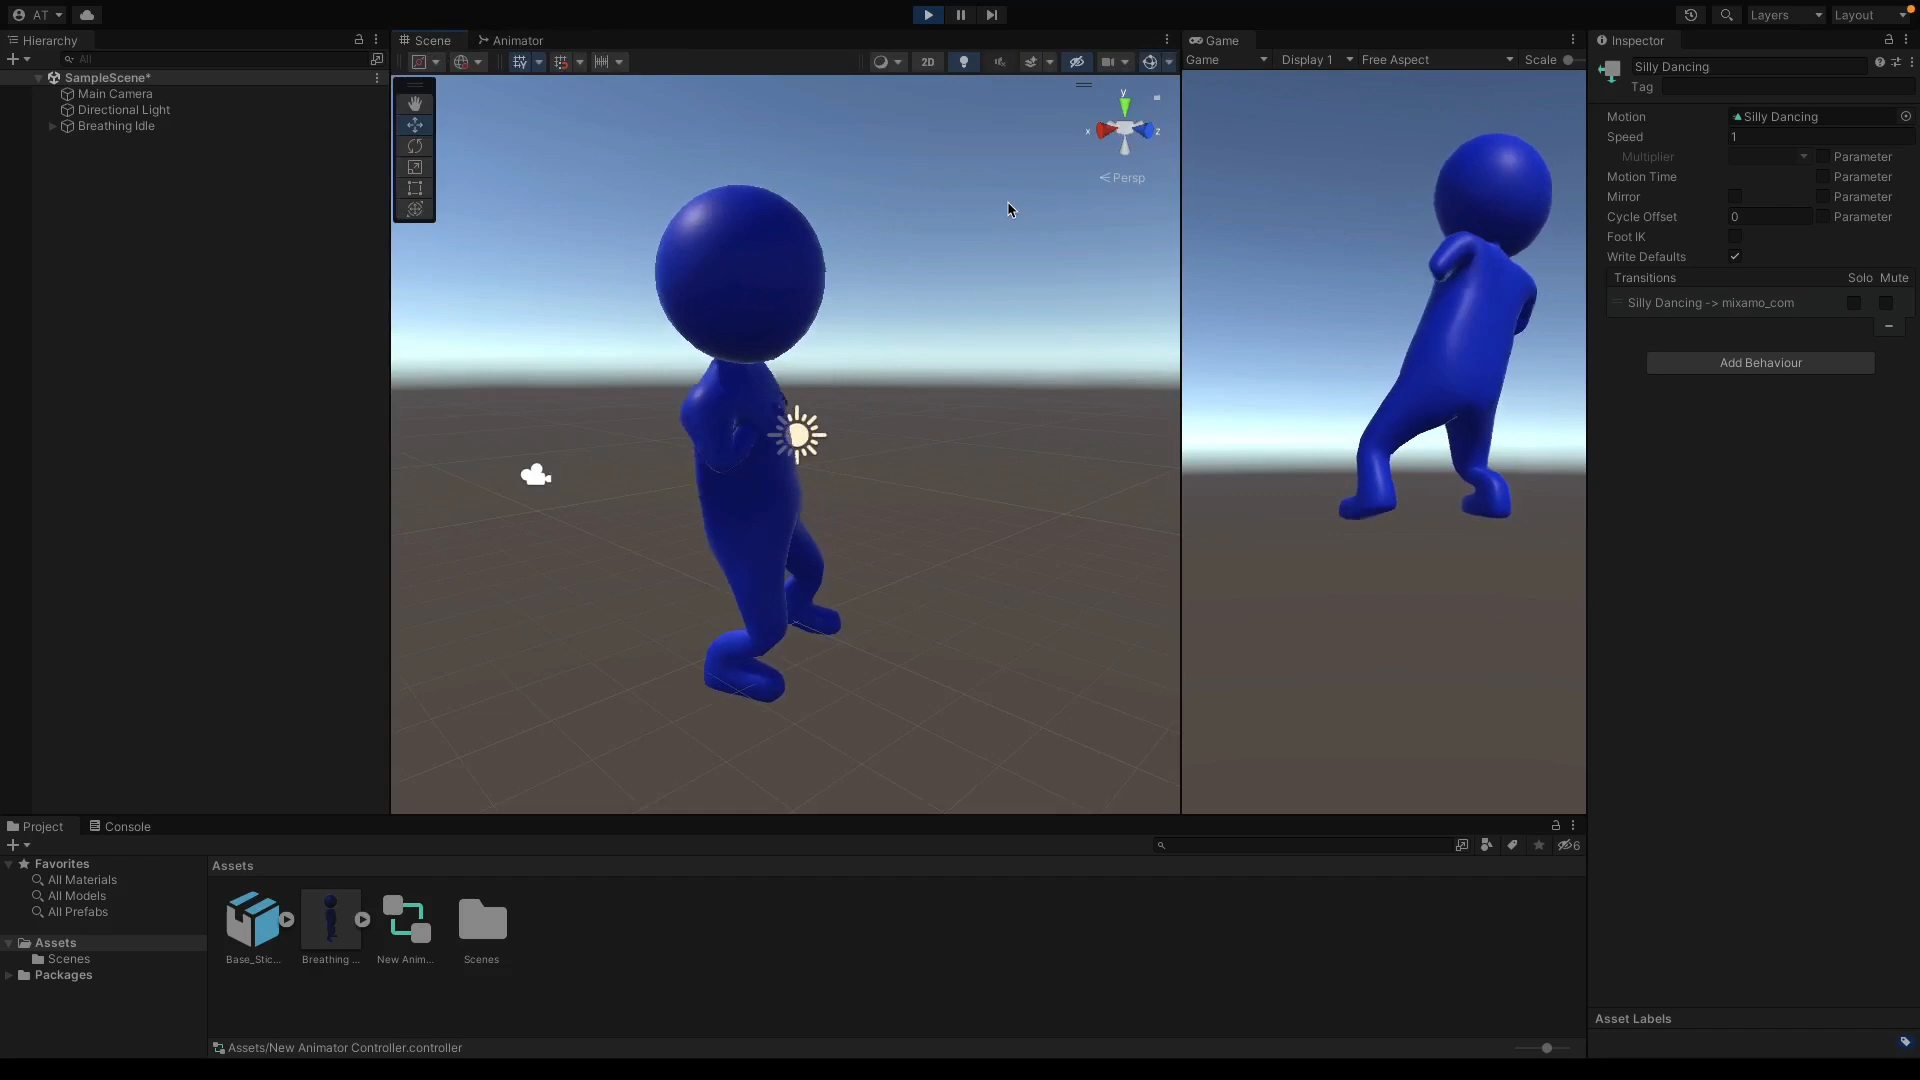 AT
Layers
Layout
Hierarchy
All
SampleScene*
Main Camera
Directional Light
Breathing Idle
Scene
Animator
2D
y
x
z
Persp
Game
Game
Display 1
Free Aspect
Scale
Inspector
Silly Dancing
Tag
Motion
Silly Dancing
Speed
1
Multiplier
Parameter
Motion Time
Parameter
Mirror
Parameter
Cycle Offset
0
Parameter
Foot IK
Write Defaults
Transitions
Solo
Mute
Silly Dancing -> mixamo_com
Add Behaviour
Project
Console
6
Favorites
All Materials
All Models
All Prefabs
Assets
Scenes
Packages
Assets
Base_Stic...
Breathing ...
New Anim...
Scenes
Assets/New Animator Controller.controller
Asset Labels